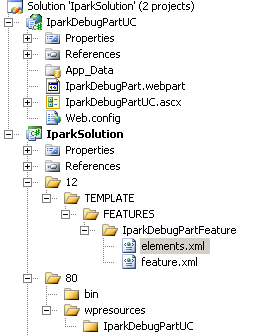 Solution 'IparkSolution' (2 projects)
IparkDebugPartUC
Properties
References
App_Data
IparkDebugPart.webpart
IparkDebugPartUC.ascx
Web.config
IparkSolution
Properties
References
12
TEMPLATE
FEATURES
IparkDebugPartFeature
elements.xml
feature.xml
80
bin
wpresources
IparkDebugPartUC